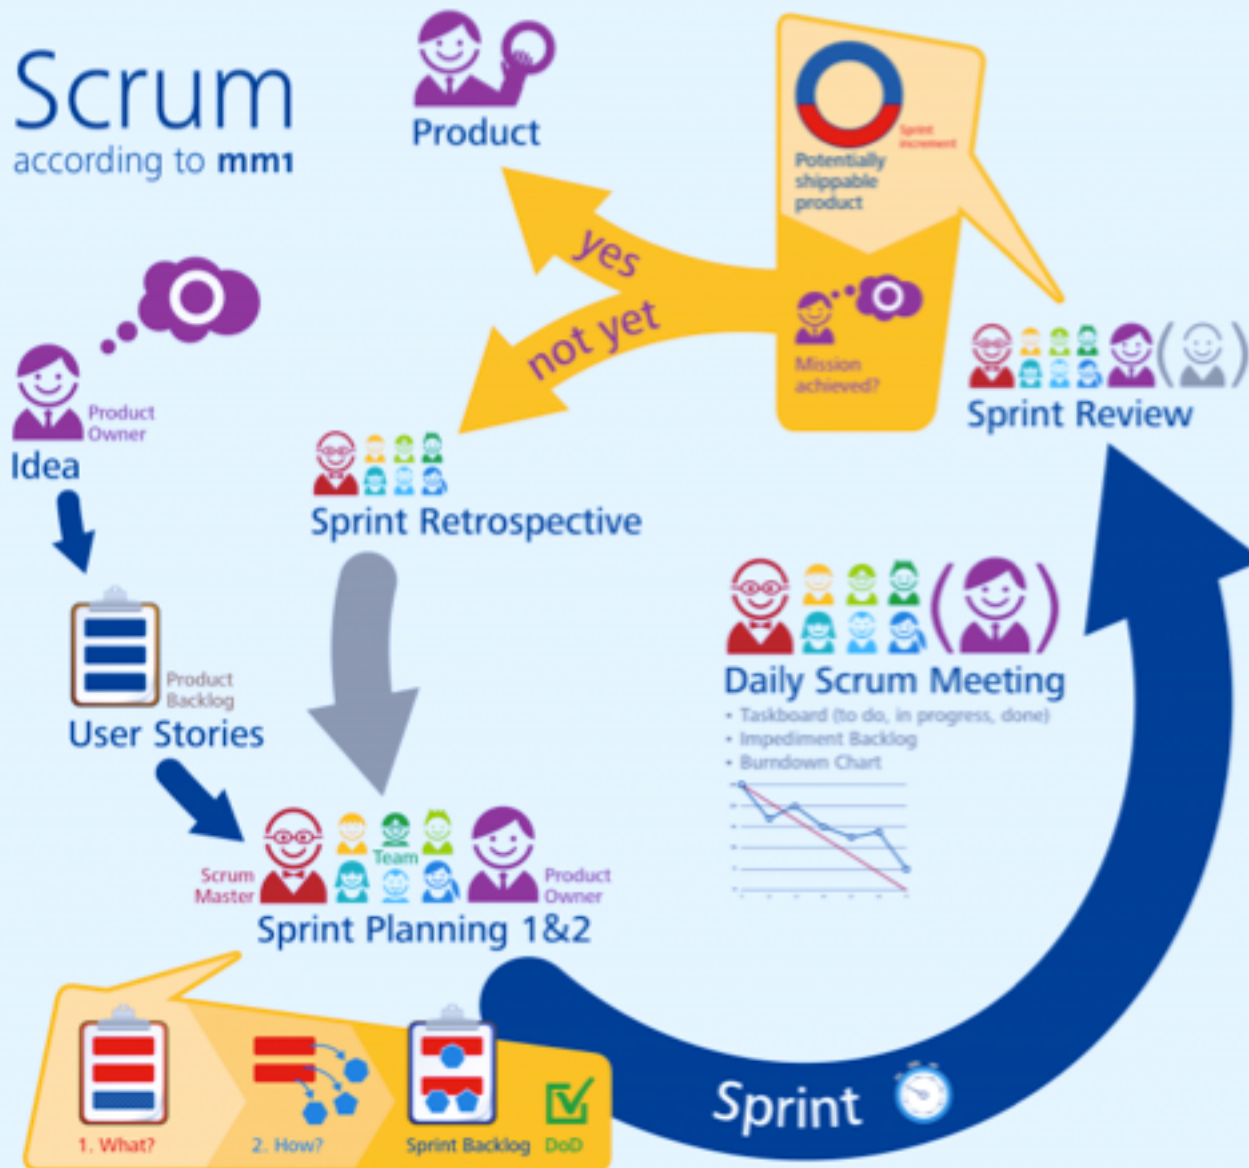 Scrum
according to mm1
Product
Sprint
increment
Potentially
shippable
product
yes
not yet
Mission
achieved?
Product
Owner
Idea
Sprint Review
Sprint Retrospective
Product
Backlog
User Stories
Daily Scrum Meeting
• Taskboard (to do, in progress, done)
• Impediment Backlog
• Burndown Chart
Scrum
Master
Team
Product
Owner
Sprint Planning 1&2
1. What?
2. How?
Sprint Backlog
DoD
Sprint